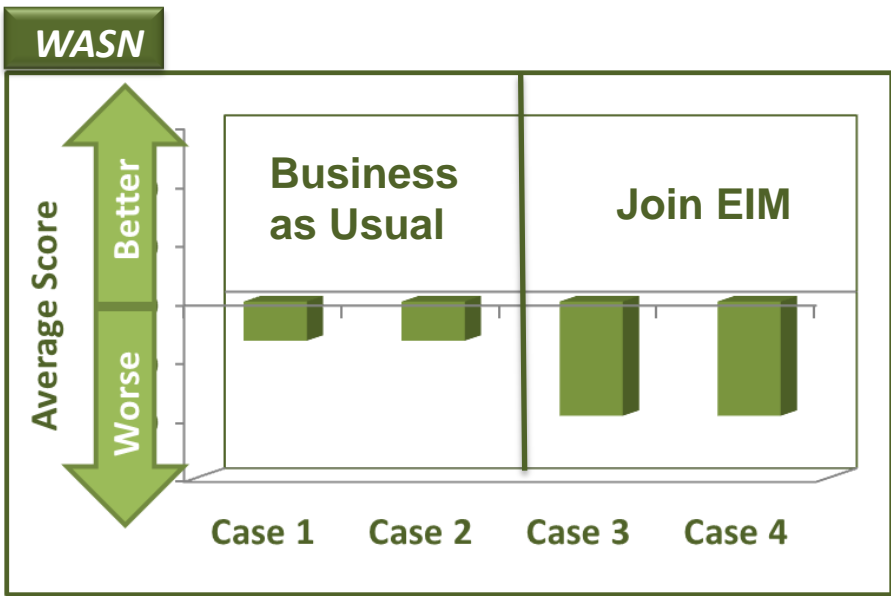 WASN
Average Score
Better
Worse
Business
as Usual
Join EIM
Case 1
Case 2
Case 3
Case 4